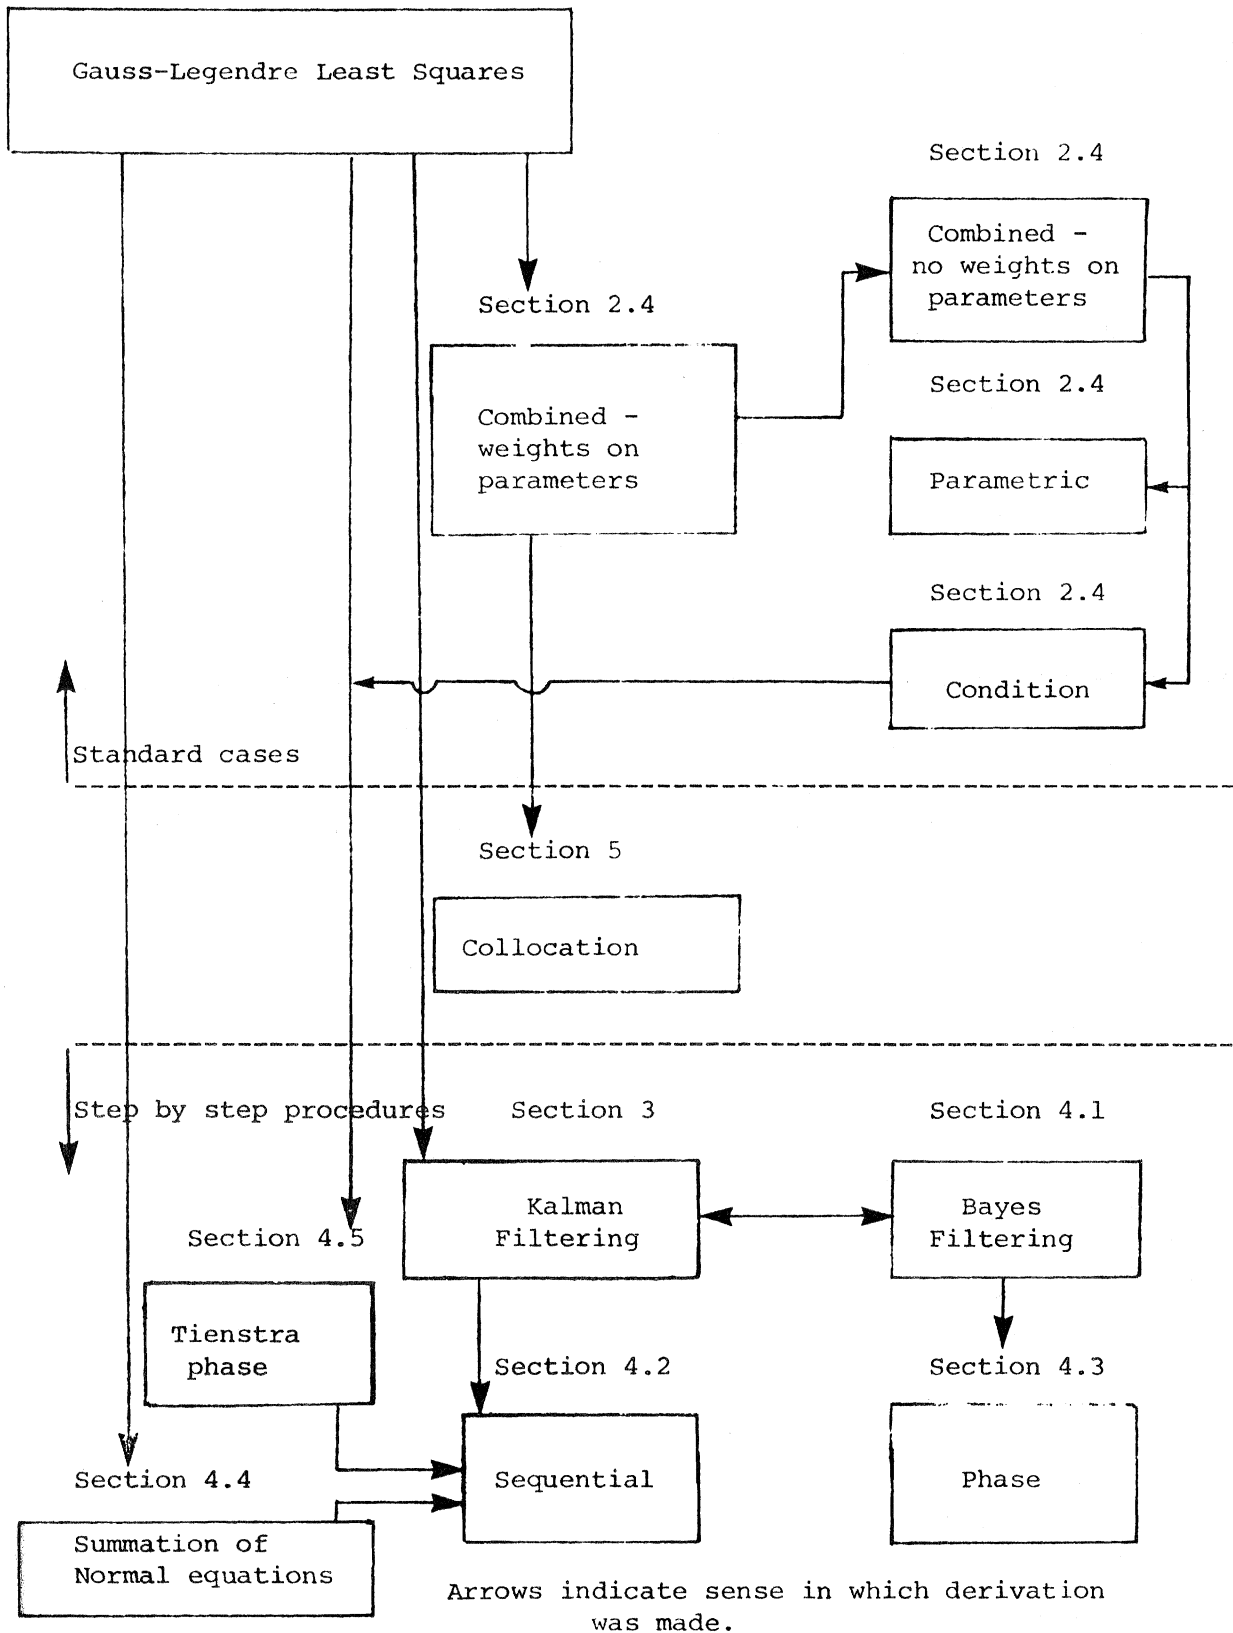 Gauss-Legendre Least Squares
Section 2.4
Combined -
no weights on
parameters
Section 2.4
Combined -
weights on
parameters
Section 2.4
Parametric
Section 2.4
Condition
Standard cases
Section 5
Collocation
Step by step procedures
Section 3
Section 4.1
Kalman
Filtering
Bayes
Filtering
Section 4.5
Tienstra
phase
Section 4.2
Section 4.3
Sequential
Phase
Section 4.4
Summation of
Normal equations
Arrows indicate sense in which derivation
was made.